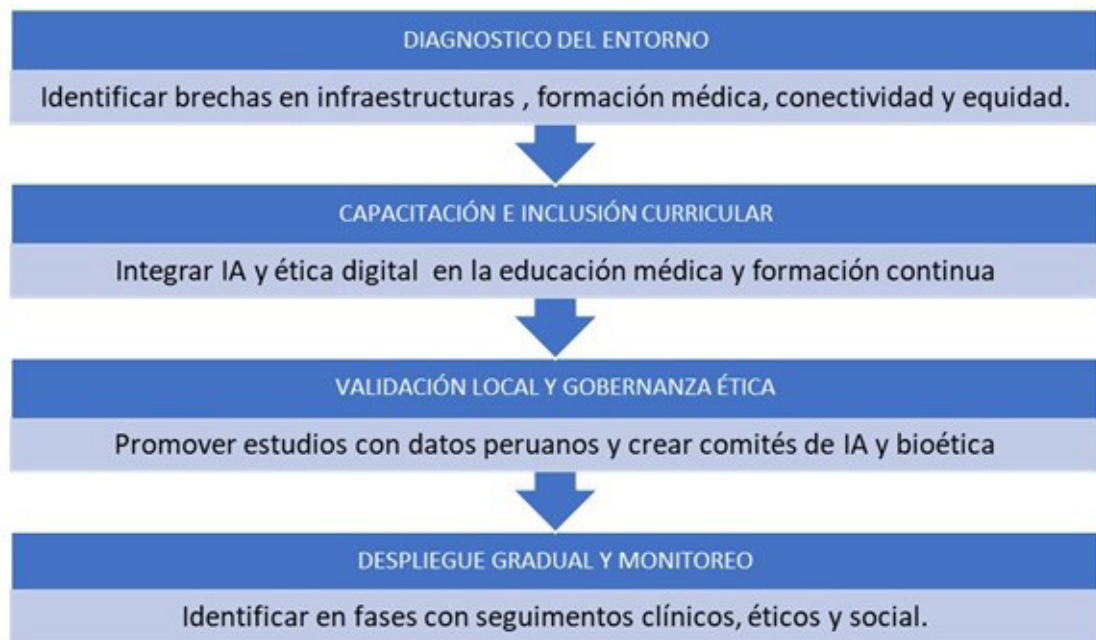 DIAGNOSTICO DEL ENTORNO
Identificar brechas en infraestructuras , formación médica, conectividad y equidad.
CAPACITACIÓN E INCLUSIÓN CURRICULAR
Integrar IA y ética digital en la educación médica y formación continua
VALIDACIÓN LOCAL Y GOBERNANZA ÉTICA
Promover estudios con datos peruanos y crear comités de IA y bioética
DESPLIEGUE GRADUAL Y MONITOREO
Identificar en fases con seguimentos clínicos, éticos y social.